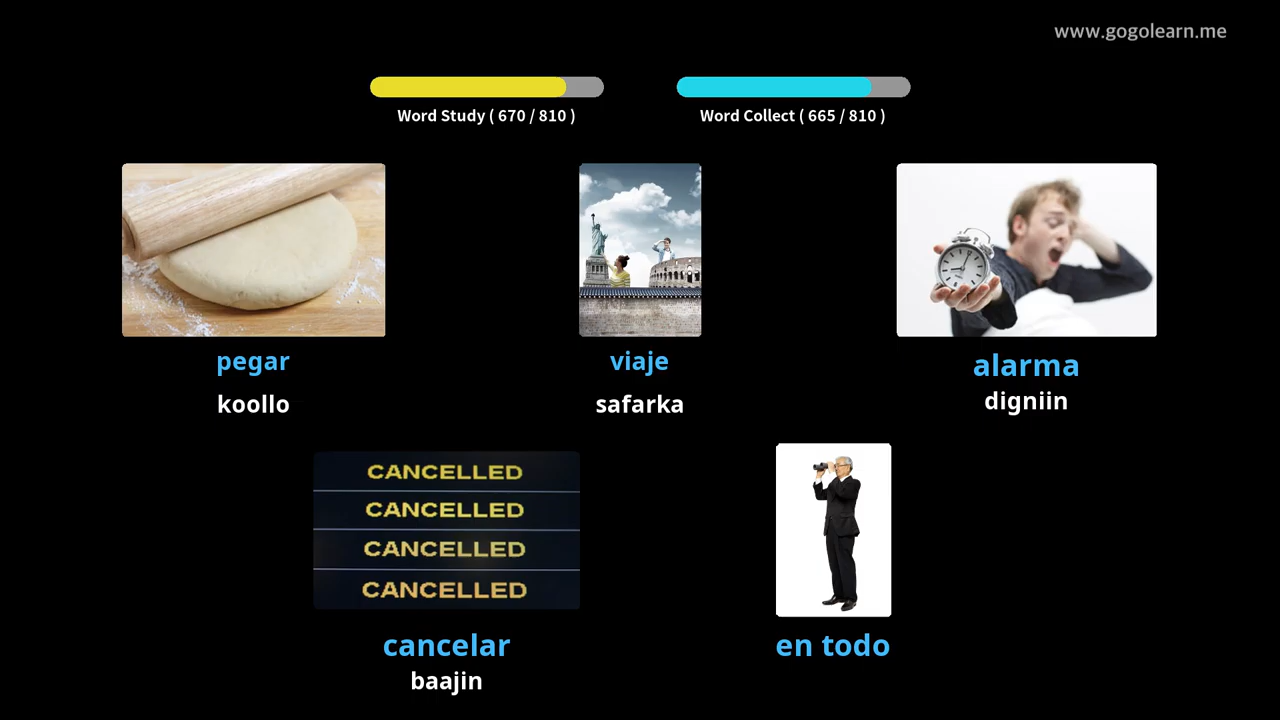 www.gogolearn.me
Word Study ( 670 / 810 )
Word Collect ( 665 / 810 )
pegar
koollo
viaje
safarka
alarma
digniin
CANCELLED
CANCELLED
CANCELLED
CANCELLED
cancelar
baajin
en todo